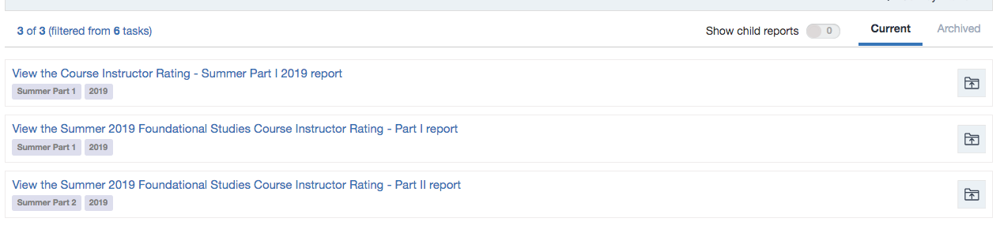 3 of 3 (filtered from 6 tasks) Show child reports 0 Current Archived
View the Course Instructor Rating - Summer Part I 2019 report
Summer Part 1 2019
View the Summer 2019 Foundational Studies Course Instructor Rating - Part I report
Summer Part 1 2019
View the Summer 2019 Foundational Studies Course Instructor Rating - Part II report
Summer Part 2 2019